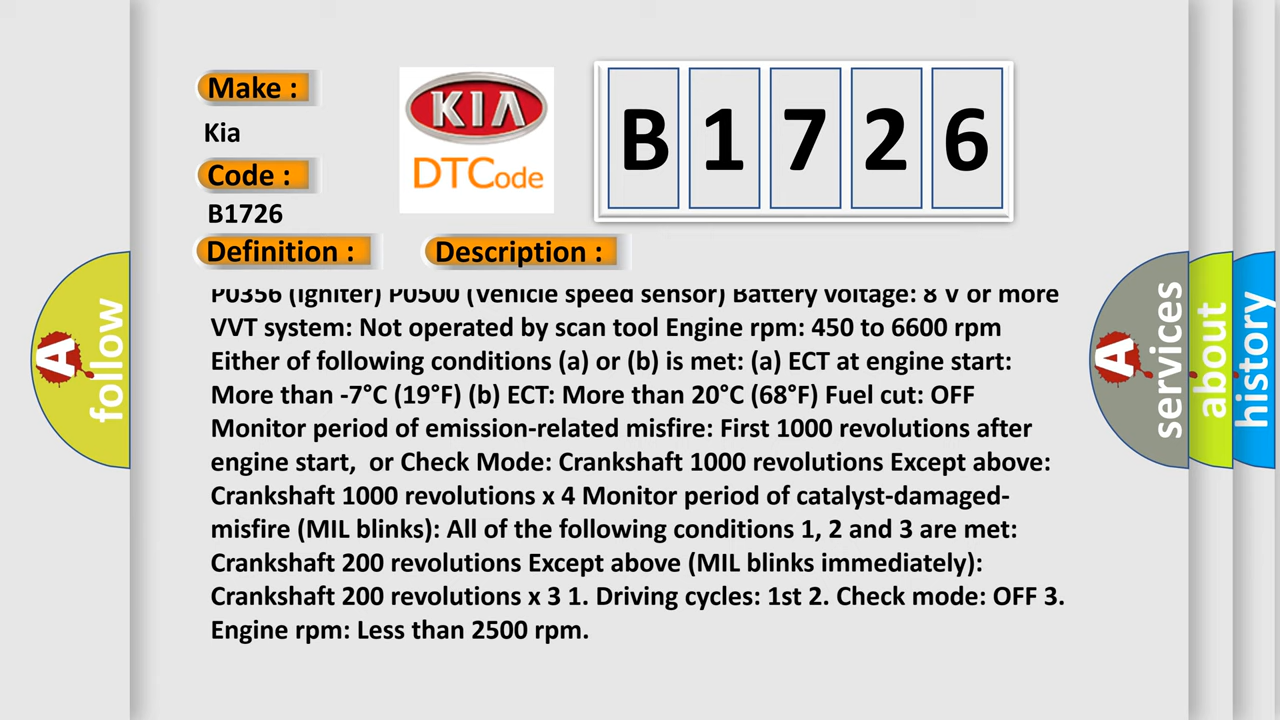 Make :
Kia
Code :
B1726
KIA
DTCode
B1726
Definition :
Description :
P0356 (Igniter) P0500 (Vehicle speed sensor) Battery voltage: 8 V or more
VVT system: Not operated by scan tool Engine rpm: 450 to 6600 rpm
Either of following conditions (a) or (b) is met: (a) ECT at engine start:
More than -7°C (19°F) (b) ECT: More than 20°C (68°F) Fuel cut: OFF
Monitor period of emission-related misfire: First 1000 revolutions after
engine start,  or Check Mode: Crankshaft 1000 revolutions Except above:
Crankshaft 1000 revolutions x 4 Monitor period of catalyst-damaged-
misfire (MIL blinks): All of the following conditions 1, 2 and 3 are met:
Crankshaft 200 revolutions Except above (MIL blinks immediately):
Crankshaft 200 revolutions x 3 1. Driving cycles: 1st 2. Check mode: OFF 3.
Engine rpm: Less than 2500 rpm.
A
follow
A
services
about
history